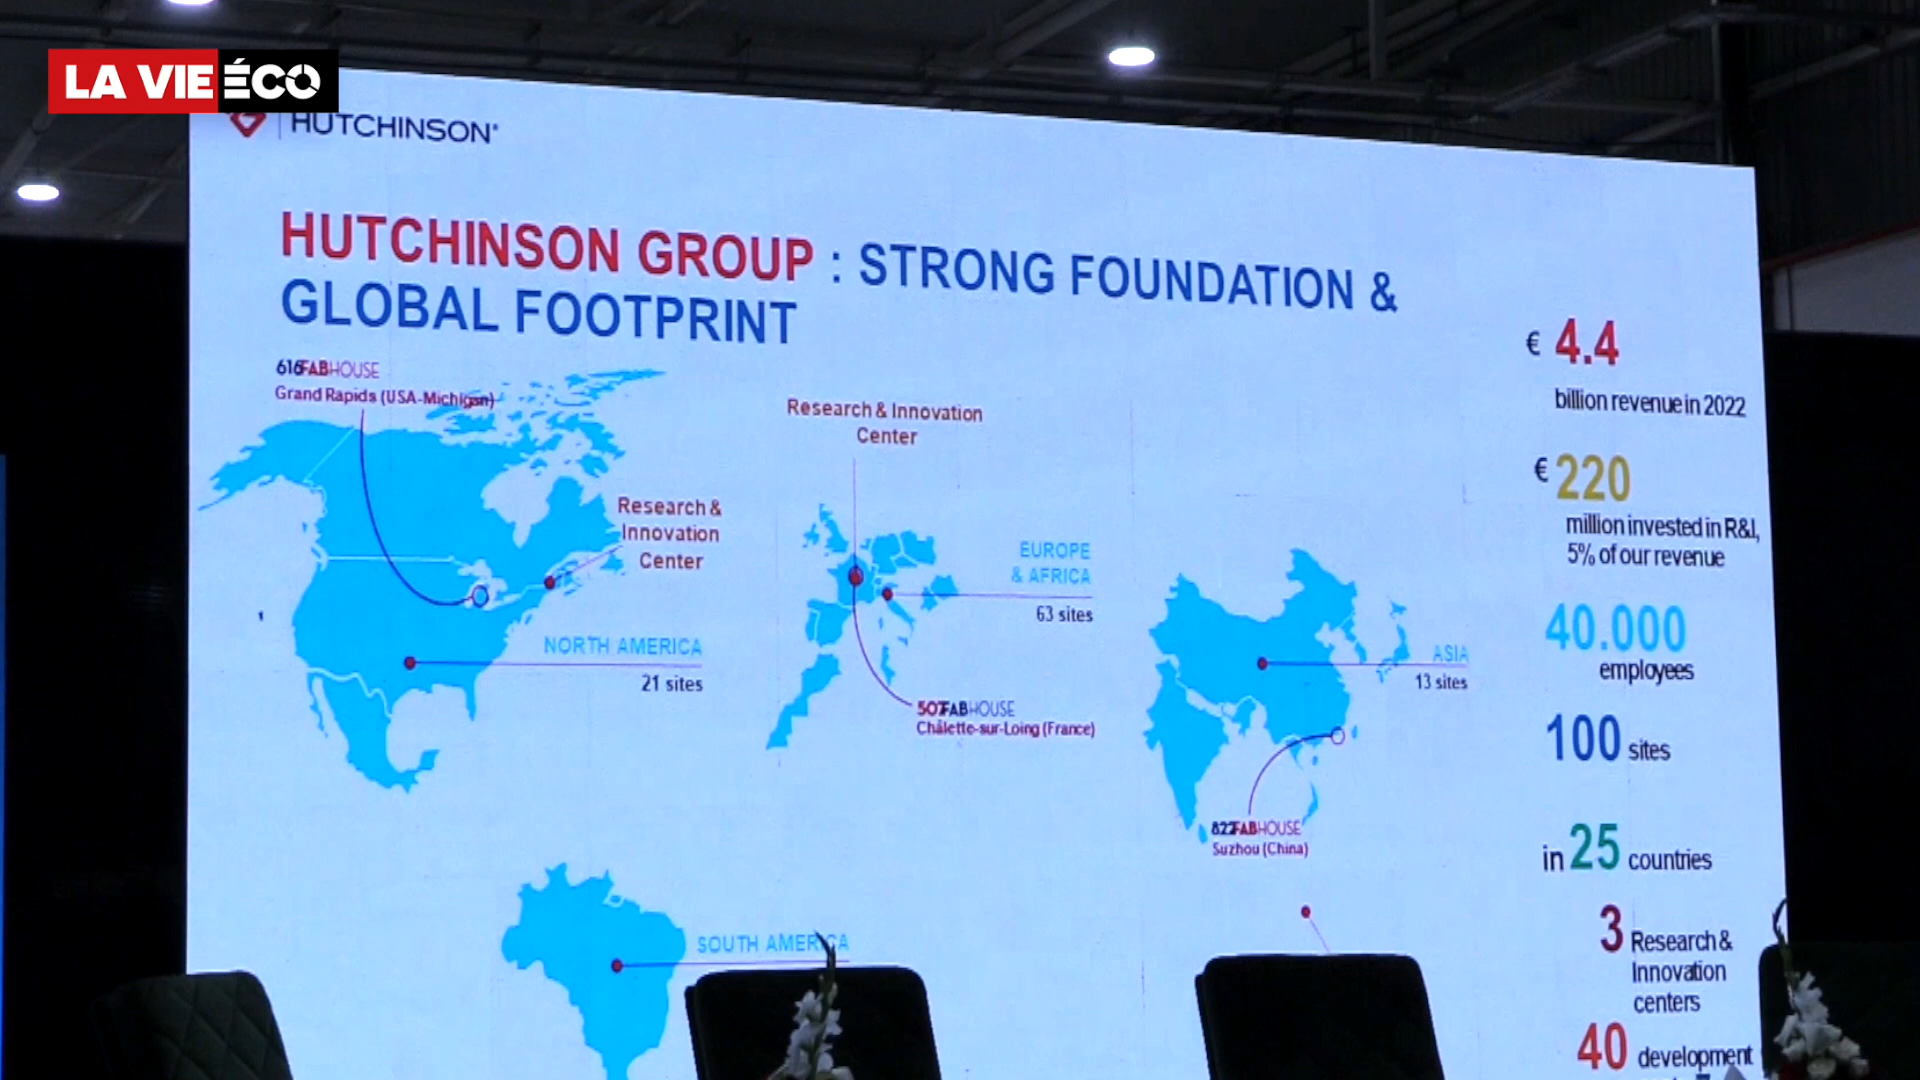 LA VIE ÉCO
HUTCHINSON
HUTCHINSON GROUP : STRONG FOUNDATION &
GLOBAL FOOTPRINT
616FABHOUSE
Grand Rapids (USA-Michigan)
Research &
Innovation
Center
NORTH AMERICA
21 sites
Research & Innovation
Center
EUROPE
& AFRICA
63 sites
507FABHOUSE
Châlette-sur-Loing (France)
ASIA
13 sites
822FABHOUSE
Suzhou (China)
SOUTH AMERICA
€ 4.4
billion revenue in 2022
€ 220
million invested in R&I,
5% of our revenue
40.000
employees
100 sites
in 25 countries
3 Research &
Innovation
centers
40 development